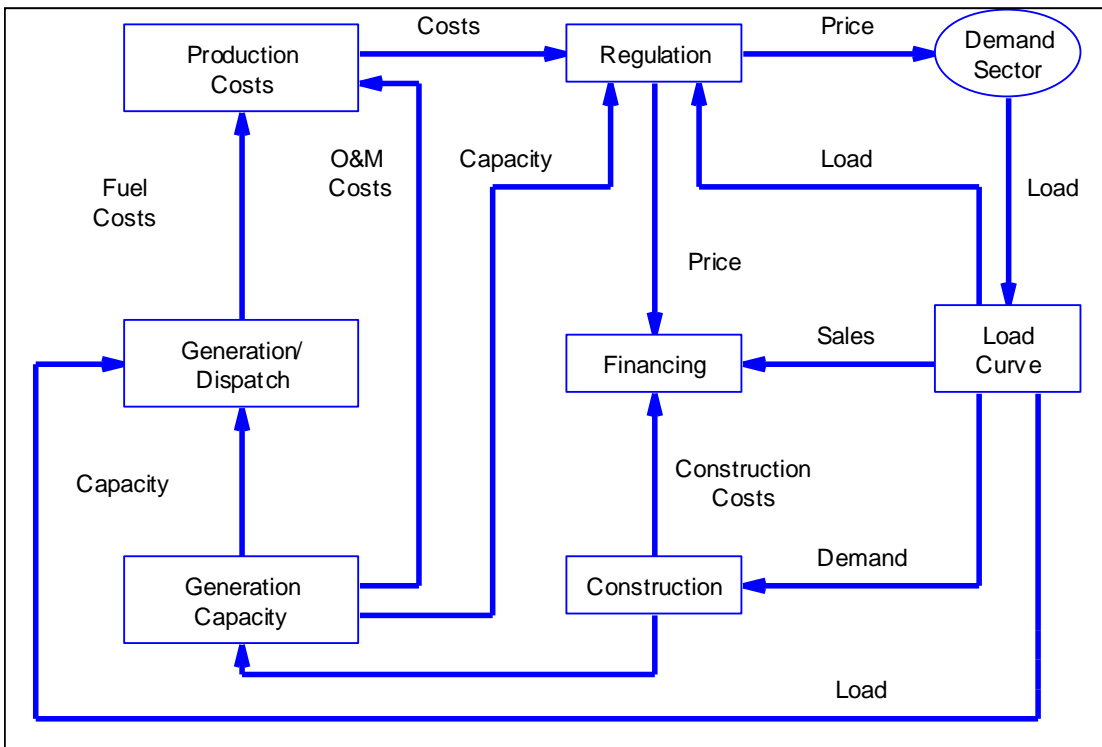 Costs
Price
Production
Costs
Regulation
Demand
Sector
O&M
Costs
Capacity
Load
Fuel
Costs
Load
Price
Generation/
Dispatch
Financing
Sales
Load
Curve
Capacity
Construction
Costs
Generation
Capacity
Construction
Demand
Load